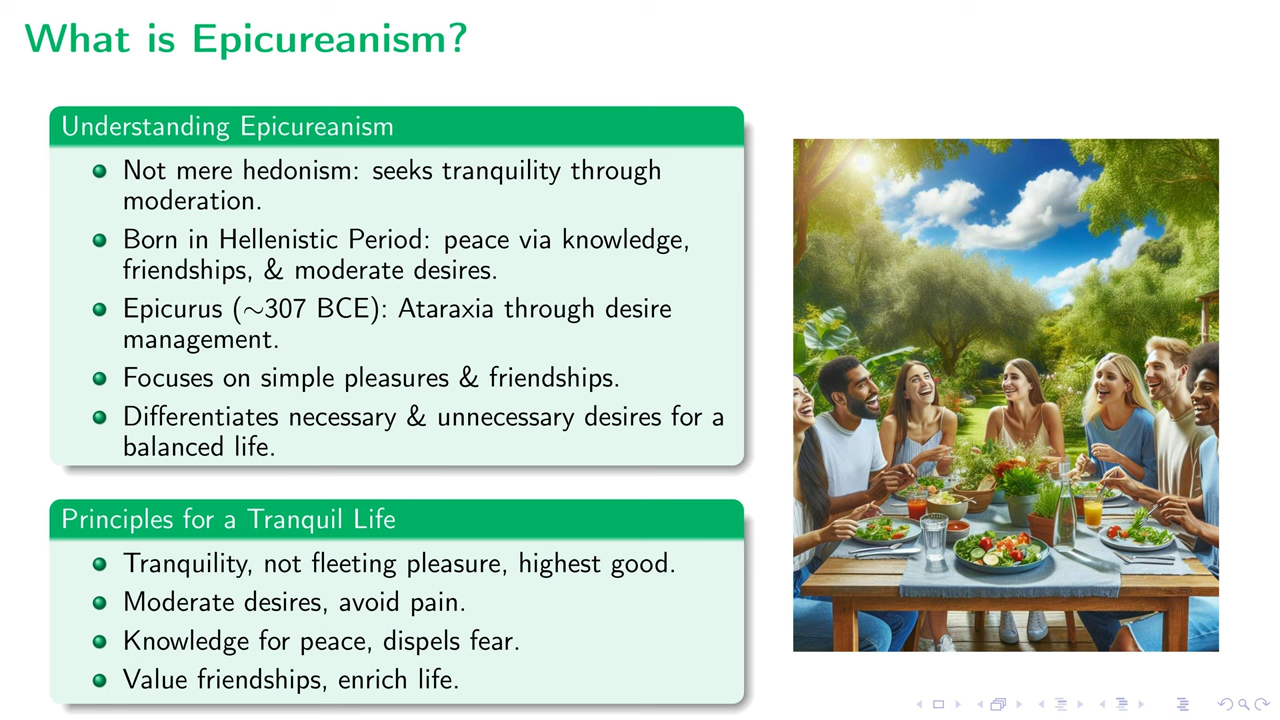 What is Epicureanism?
Understanding Epicureanism
Not mere hedonism: seeks tranquility through
moderation.
Born in Hellenistic Period: peace via knowledge,
friendships, & moderate desires.
Epicurus (∼307 BCE): Ataraxia through desire
management.
Focuses on simple pleasures & friendships.
Differentiates necessary & unnecessary desires for a
balanced life.
Principles for a Tranquil Life
Tranquility, not fleeting pleasure, highest good.
Moderate desires, avoid pain.
Knowledge for peace, dispels fear.
Value friendships, enrich life.